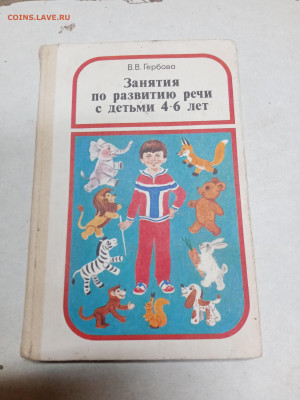 COINS.LAVE.RU
В.В. Гербова
Занятия
по развитию речи
с детьми 4-6 лет